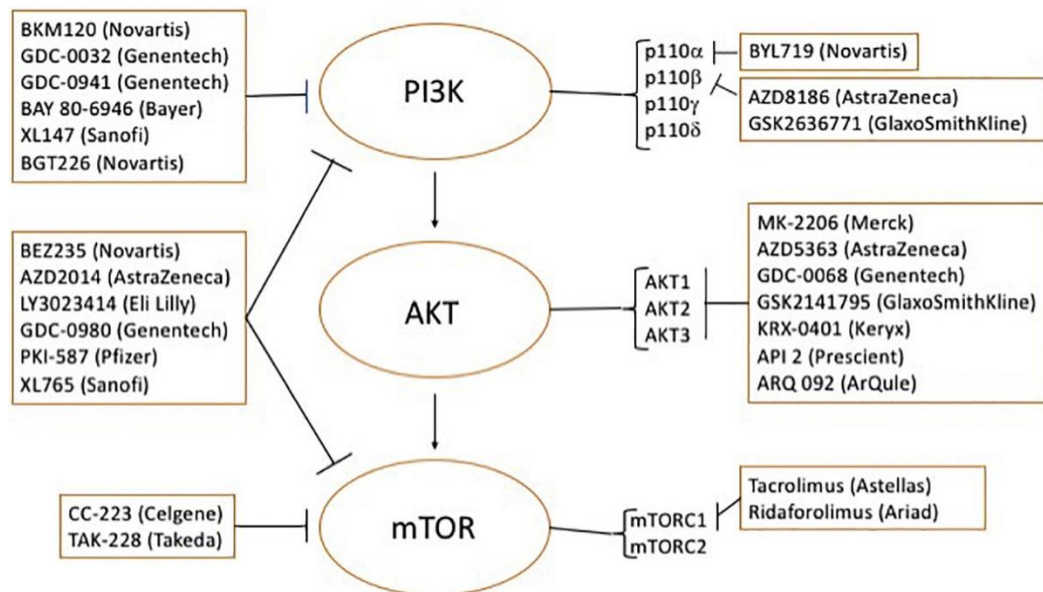 BKM120 (Novartis)
GDC-0032 (Genentech)
GDC-0941 (Genentech)
BAY 80-6946 (Bayer)
XL147 (Sanofi)
BGT226 (Novartis)
PI3K
p110α
p110β
p110γ
p110δ
BYL719 (Novartis)
AZD8186 (AstraZeneca)
GSK2636771 (GlaxoSmithKline)
BEZ235 (Novartis)
AZD2014 (AstraZeneca)
LY3023414 (Eli Lilly)
GDC-0980 (Genentech)
PKI-587 (Pfizer)
XL765 (Sanofi)
AKT
AKT1
AKT2
AKT3
MK-2206 (Merck)
AZD5363 (AstraZeneca)
GDC-0068 (Genentech)
GSK2141795 (GlaxoSmithKline)
KRX-0401 (Keryx)
API 2 (Prescient)
ARQ 092 (ArQule)
CC-223 (Celgene)
TAK-228 (Takeda)
mTOR
mTORC1
mTORC2
Tacrolimus (Astellas)
Ridaforolimus (Ariad)